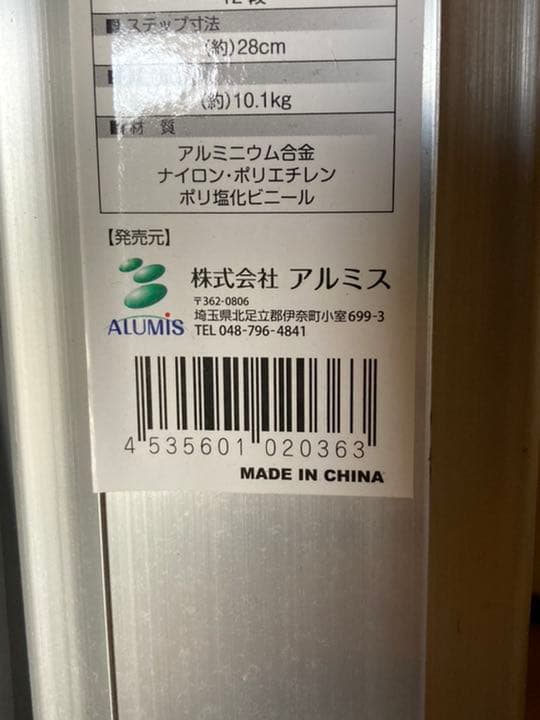 12段
■ステップ寸法
(約)28cm
(約)10.1kg
材 質
アルミニウム合金
ナイロン・ポリエチレン
ポリ塩化ビニール
【発売元】
ALUMIS
株式会社 アルミス
〒362-0806
埼玉県北足立郡伊奈町小室699-3
TEL 048-796-4841
4 535601 020363
MADE IN CHINA